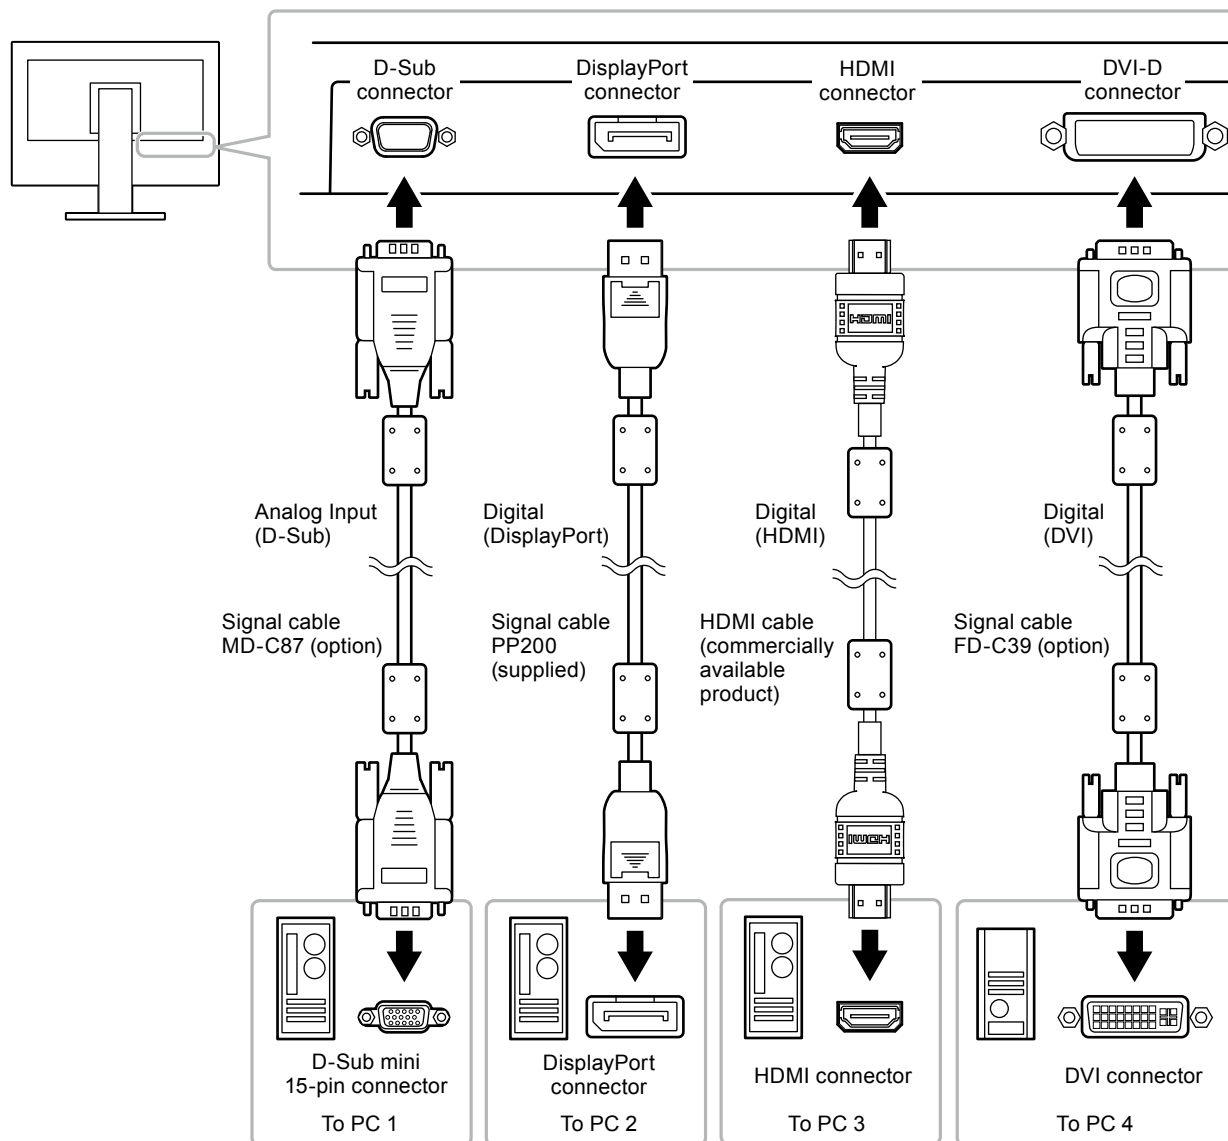 D-Sub
connector
DisplayPort
connector
HDMI
connector
DVI-D
connector
HDMI
Analog Input
(D-Sub)
Digital
(DisplayPort)
Digital
(HDMI)
Digital
(DVI)
Signal cable
MD-C87 (option)
Signal cable
PP200
(supplied)
HDMI cable
(commercially
available
product)
Signal cable
FD-C39 (option)
HDMI
D-Sub mini
15-pin connector
DisplayPort
connector
HDMI connector
DVI connector
To PC 1
To PC 2
To PC 3
To PC 4